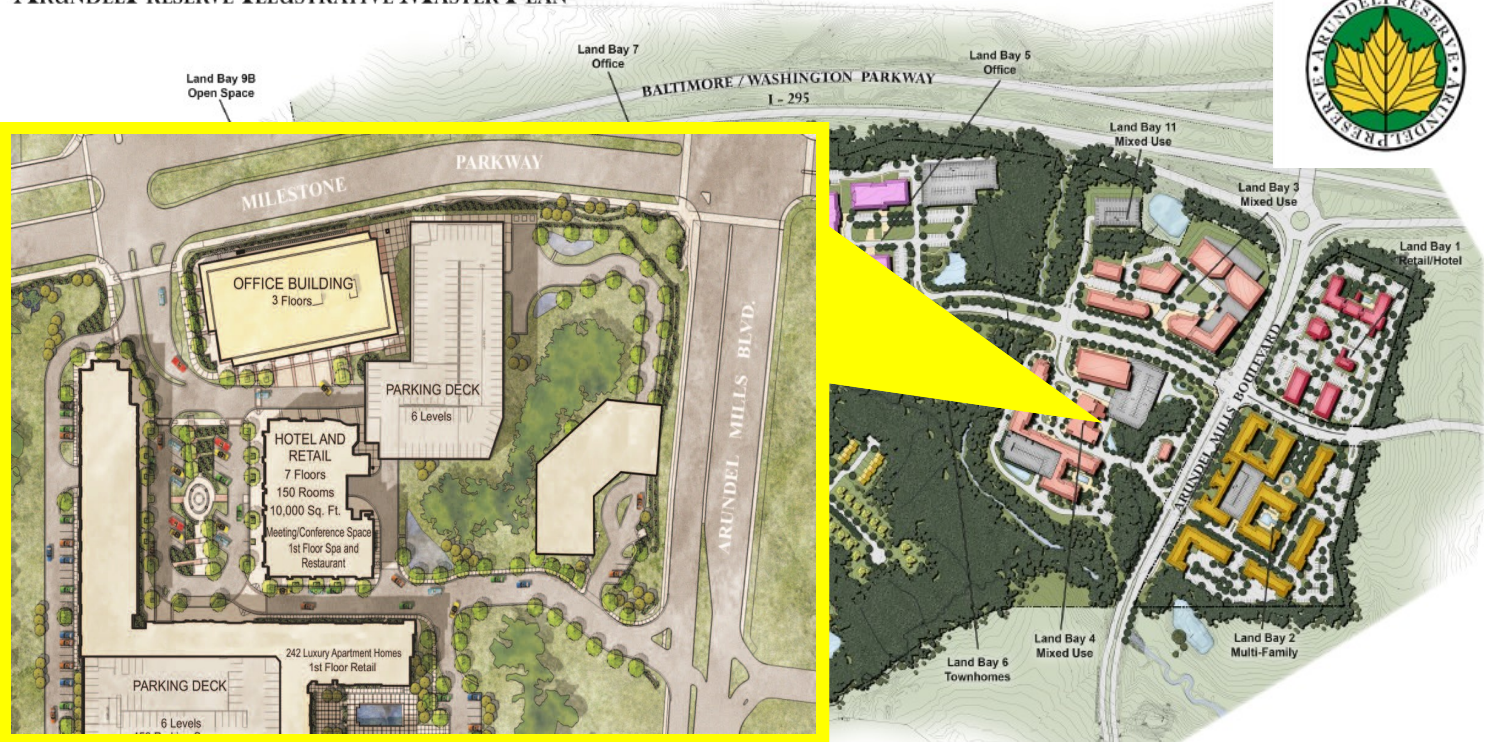 ARUNDEL PRESERVE ILLUSTRATIVE MASTER PLAN
Land Bay 9B
Open Space
Land Bay 7
Office
BALTIMORE / WASHINGTON PARKWAY
I - 295
Land Bay 5
Office
Land Bay 11
Mixed Use
Land Bay 3
Mixed Use
Land Bay 1
Retail/Hotel
ARUNDEL PRESERVE • ARUNDEL PRESERVE •
MILESTONE PARKWAY
OFFICE BUILDING
3 Floors
PARKING DECK
6 Levels
HOTEL AND
RETAIL
7 Floors
150 Rooms
10,000 Sq. Ft.
Meeting/Conference Space
1st Floor Spa and
Restaurant
ARUNDEL MILLS BLVD.
242 Luxury Apartment Homes
1st Floor Retail
PARKING DECK
6 Levels
ARUNDEL MILLS BOULEVARD
Land Bay 6
Townhomes
Land Bay 4
Mixed Use
Land Bay 2
Multi-Family